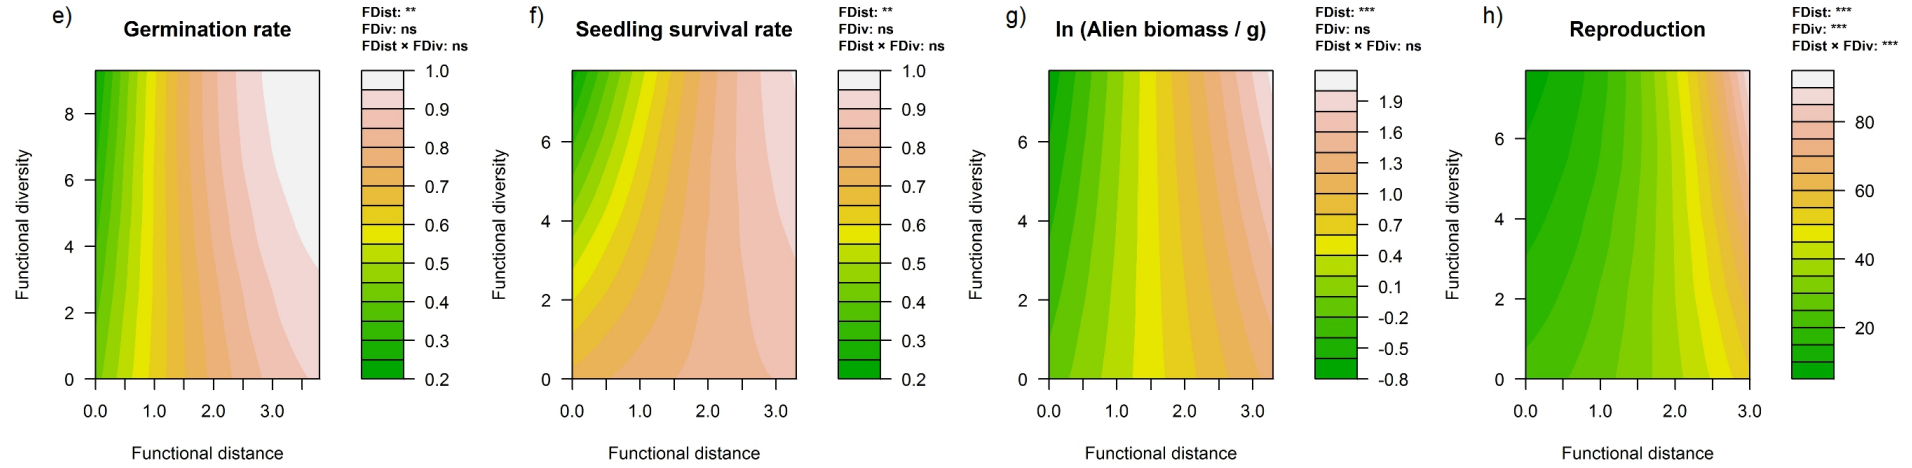 e)
Germination rate
FDist: **
FDiv: ns
FDist × FDiv: ns
Functional diversity
8
6
4
2
0
0.0 1.0 2.0 3.0
Functional distance
1.0
0.9
0.8
0.7
0.6
0.5
0.4
0.3
0.2
f)
Seedling survival rate
FDist: **
FDiv: ns
FDist × FDiv: ns
Functional diversity
6
4
2
0
0.0 1.0 2.0 3.0
Functional distance
1.0
0.9
0.8
0.7
0.6
0.5
0.4
0.3
0.2
g)
ln (Alien biomass / g)
FDist: ***
FDiv: ns
FDist × FDiv: ns
Functional diversity
6
4
2
0
0.0 1.0 2.0 3.0
Functional distance
1.9
1.6
1.3
1.0
0.7
0.4
0.1
-0.2
-0.5
-0.8
h)
Reproduction
FDist: ***
FDiv: ***
FDist × FDiv: ***
Functional diversity
6
4
2
0
0.0 1.0 2.0 3.0
Functional distance
80
60
40
20